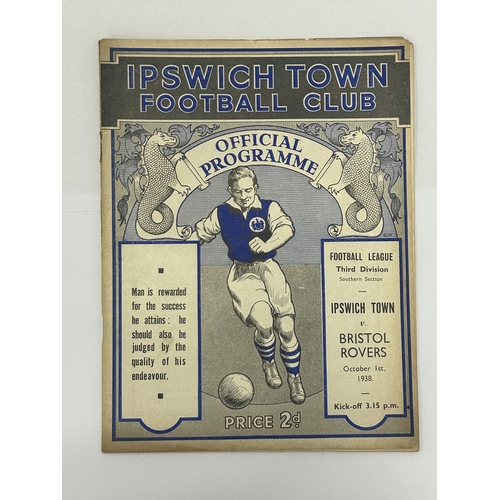 IPSWICH TOWN
FOOTBALL CLUB
OFFICIAL
PROGRAMME
Man is rewarded
for the success
he attains: he
should also be
judged by the
quality of his
endeavour.
FOOTBALL LEAGUE
Third Division
Southern Section
IPSWICH TOWN
v.
BRISTOL
ROVERS
October 1st,
1938.
Kick-off 3.15 p.m.
PRICE 2d.